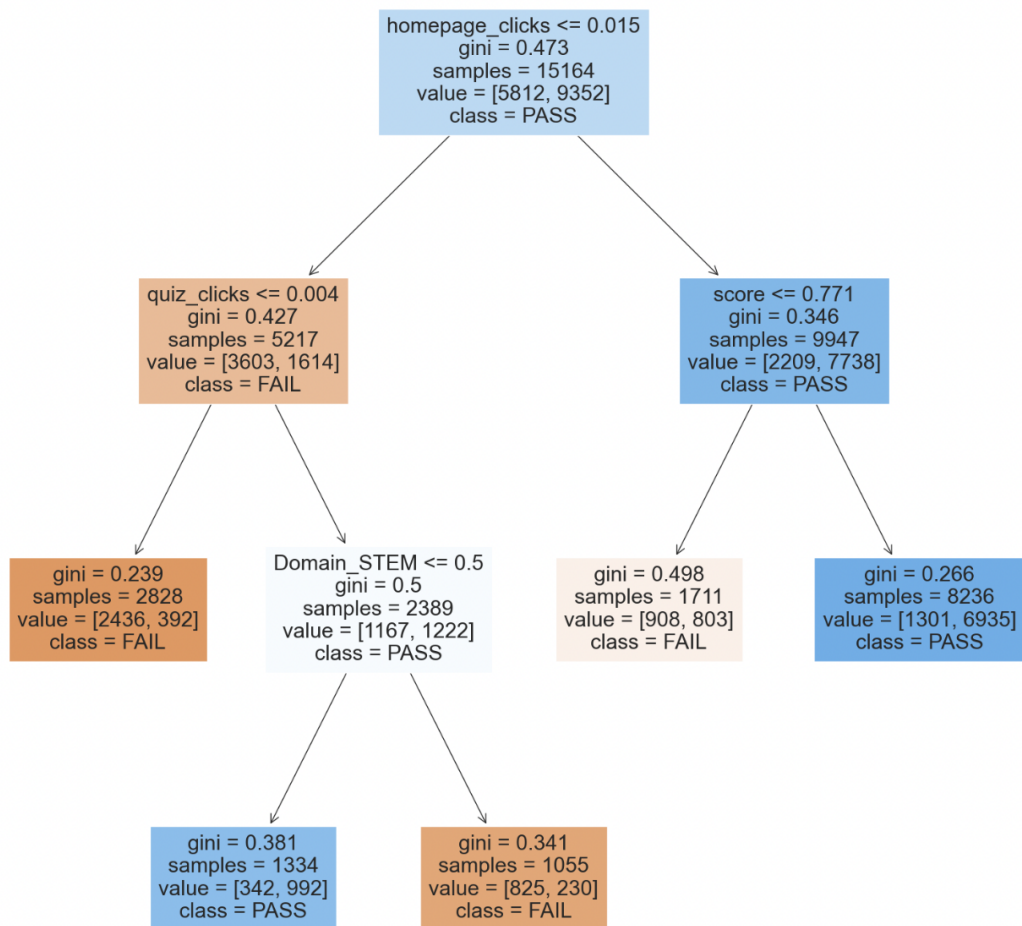 homepage_clicks <= 0.015
gini = 0.473
samples = 15164
value = [5812, 9352]
class = PASS
quiz_clicks <= 0.004
gini = 0.427
samples = 5217
value = [3603, 1614]
class = FAIL
score <= 0.771
gini = 0.346
samples = 9947
value = [2209, 7738]
class = PASS
gini = 0.239
samples = 2828
value = [2436, 392]
class = FAIL
Domain_STEM <= 0.5
gini = 0.5
samples = 2389
value = [1167, 1222]
class = PASS
gini = 0.498
samples = 1711
value = [908, 803]
class = FAIL
gini = 0.266
samples = 8236
value = [1301, 6935]
class = PASS
gini = 0.381
samples = 1334
value = [342, 992]
class = PASS
gini = 0.341
samples = 1055
value = [825, 230]
class = FAIL